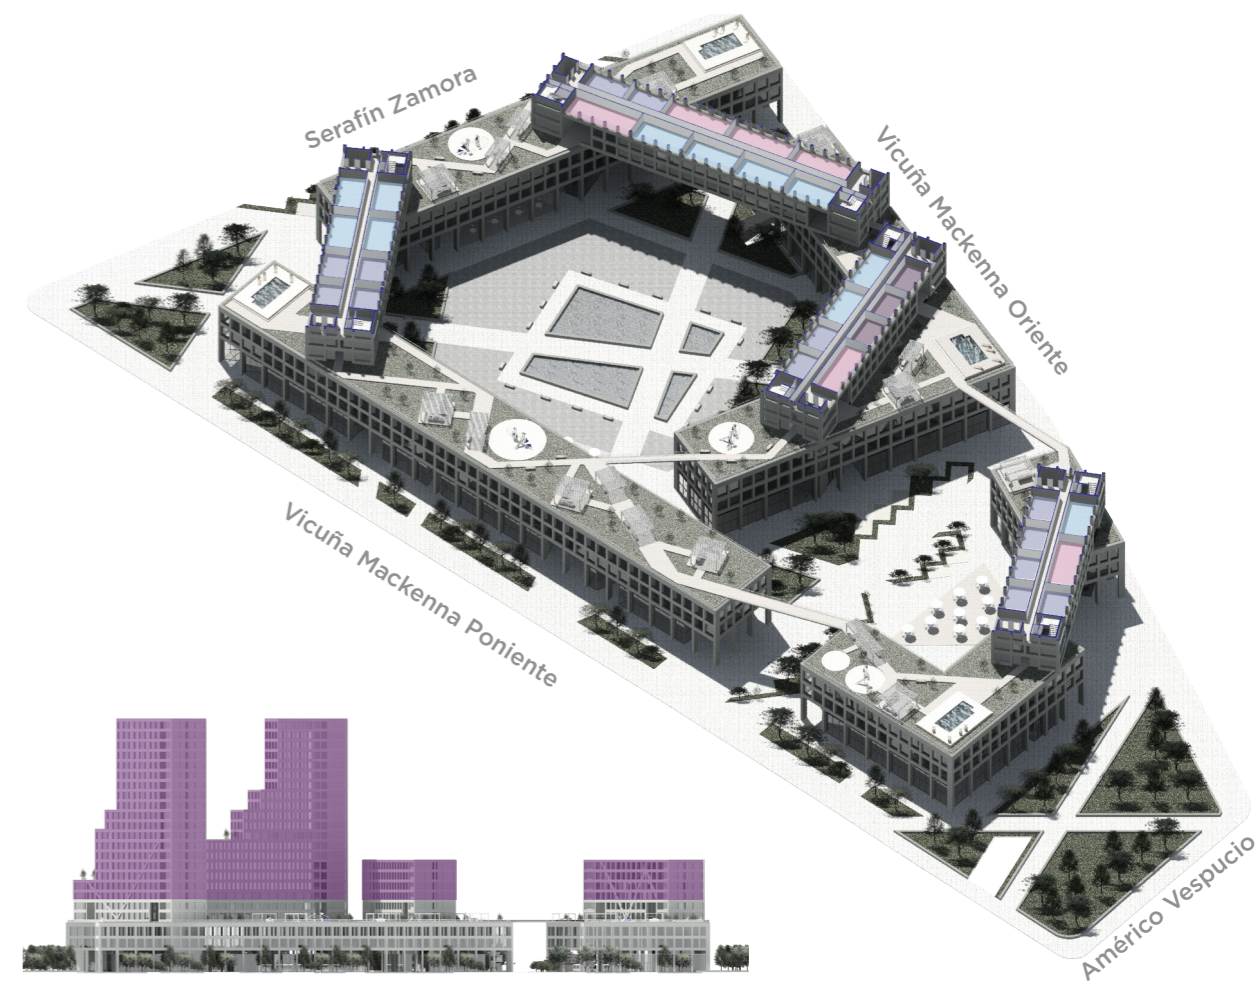 Serafín Zamora
Vicuña Mackenna Oriente
Vicuña Mackenna Poniente
Américo Vespucio